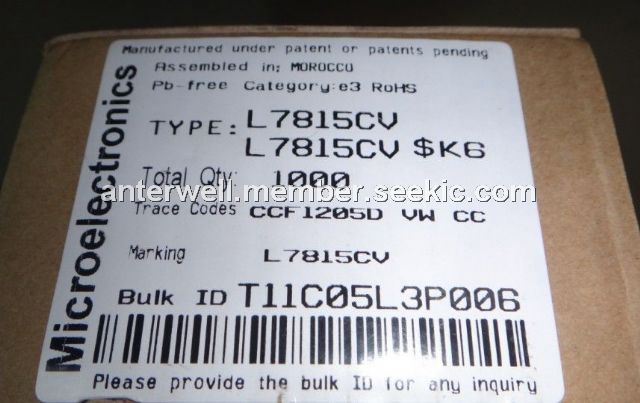 Manufactured under patent or patents pending
Assembled in: MOROCCO
Pb-free Category:e3 RoHS
Microelectronics
TYPE: L7815CV
L7815CV $K6
Total Qty: 1000
anterwell.member.seekic.com
Trace Codes CCF1205D VW CC
Marking L7815CV
Bulk ID T11C05L3P006
Please provide the bulk ID for any inquiry